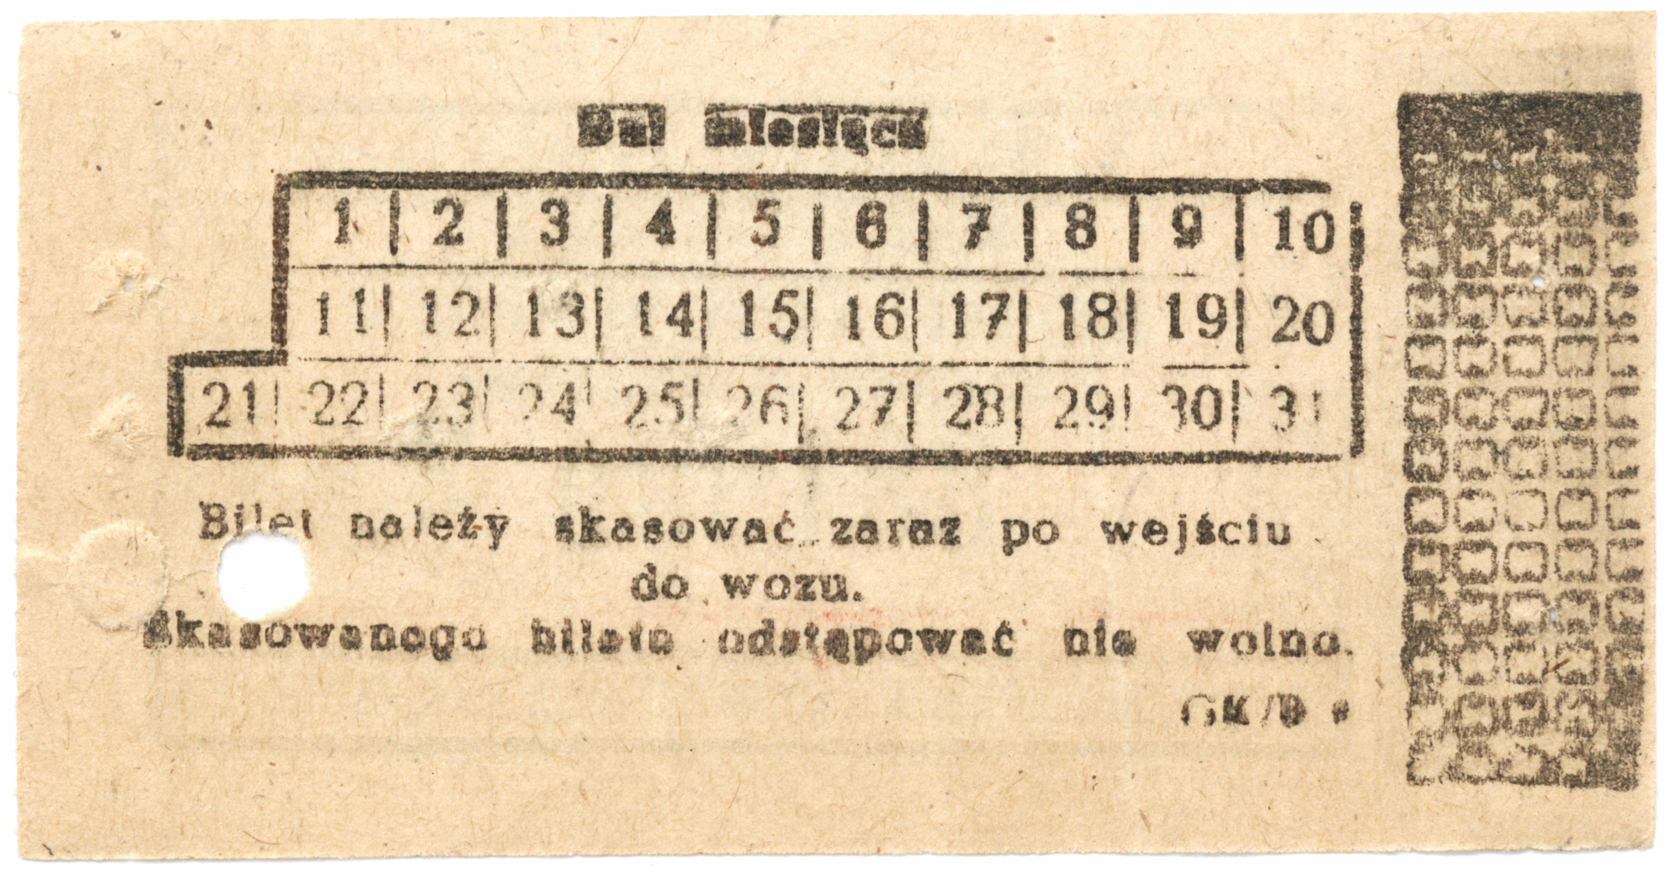 Dni miesiąca
1 | 2 | 3 | 4 | 5 | 6 | 7 | 8 | 9 | 10
11 | 12 | 13 | 14 | 15 | 16 | 17 | 18 | 19 | 20
21 | 22 | 23 | 24 | 25 | 26 | 27 | 28 | 29 | 30 | 31
Bilet należy skasować zaraz po wejściu
do wozu.
Skasowanego biletu odstępować nie wolno.